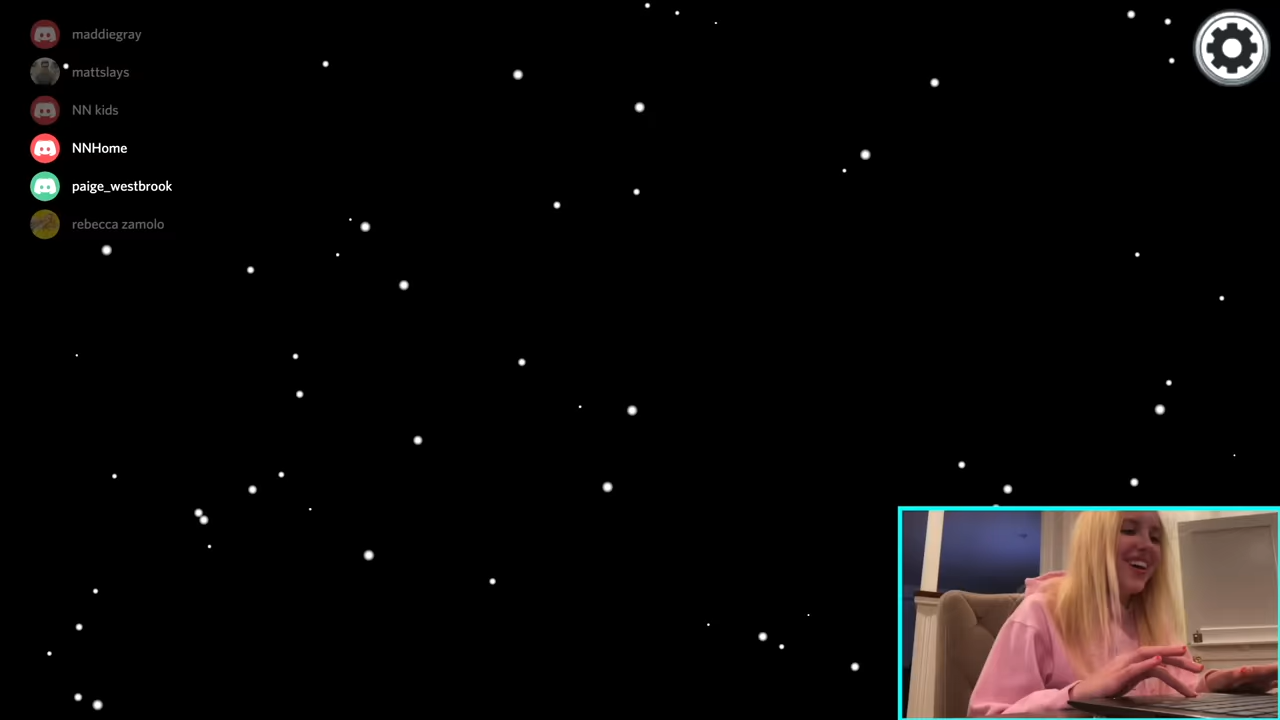 maddiegray
mattslays
NN kids
NNHome
paige_westbrook
rebecca zamolo